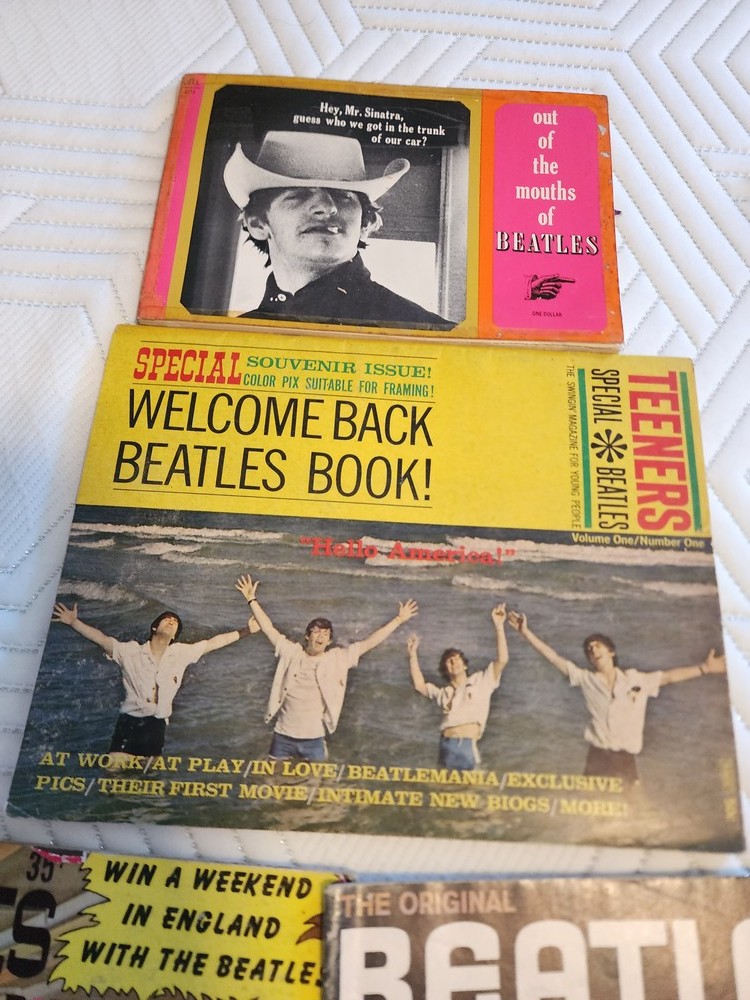 DELL
Hey, Mr. Sinatra,
guess who we got in the trunk
of our car?
out
of
the
mouths
of
BEATLES
ONE DOLLAR
SPECIAL SOUVENIR ISSUE!
COLOR PIX SUITABLE FOR FRAMING!
WELCOME BACK
BEATLES BOOK!
TEENERS
SPECIAL * BEATLES
"THE SWINGIN MAGAZINE FOR YOUNG PEOPLE"
Volume One/Number One
"Hello America!"
AT WORK/AT PLAY/IN LOVE/BEATLEMANIA/EXCLUSIVE
PICS/THEIR FIRST MOVIE/INTIMATE NEW BIOGS/MORE!
35
WIN A WEEKEND
IN ENGLAND
WITH THE BEATLES
THE ORIGINAL
BEATL